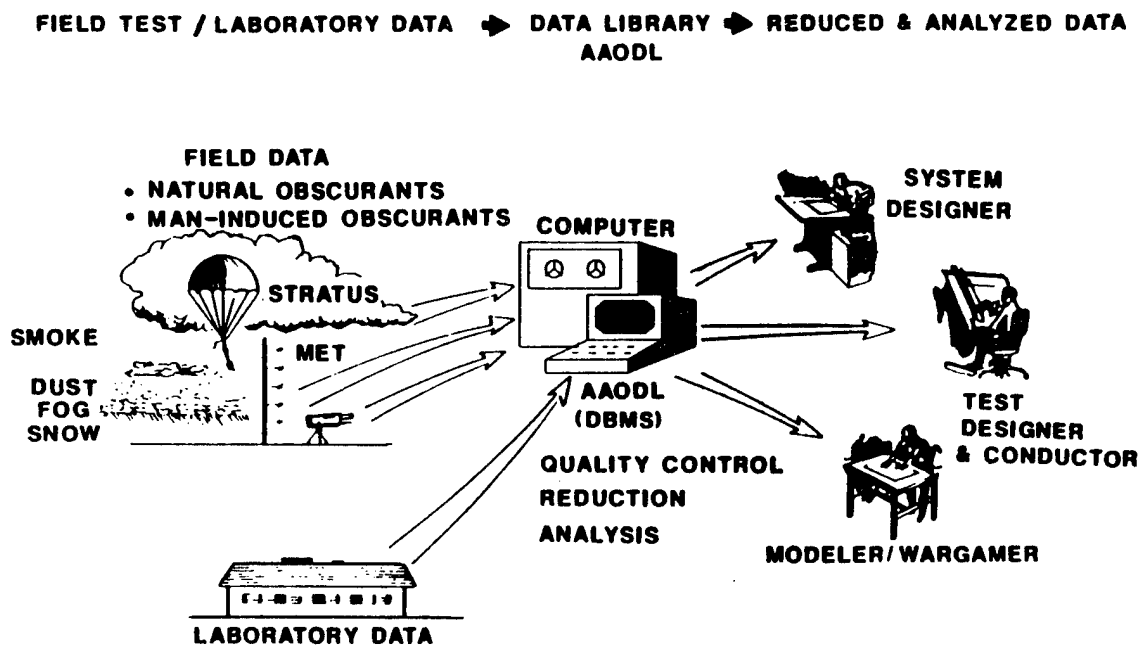 FIELD TEST / LABORATORY DATA → DATA LIBRARY → REDUCED & ANALYZED DATA
AAODL
FIELD DATA
• NATURAL OBSCURANTS
• MAN-INDUCED OBSCURANTS
STRATUS
SMOKE
MET
DUST
FOG
SNOW
COMPUTER
AAODL
(DBMS)
QUALITY CONTROL
REDUCTION
ANALYSIS
LABORATORY DATA
SYSTEM
DESIGNER
TEST
DESIGNER
& CONDUCTOR
MODELER/WARGAMER